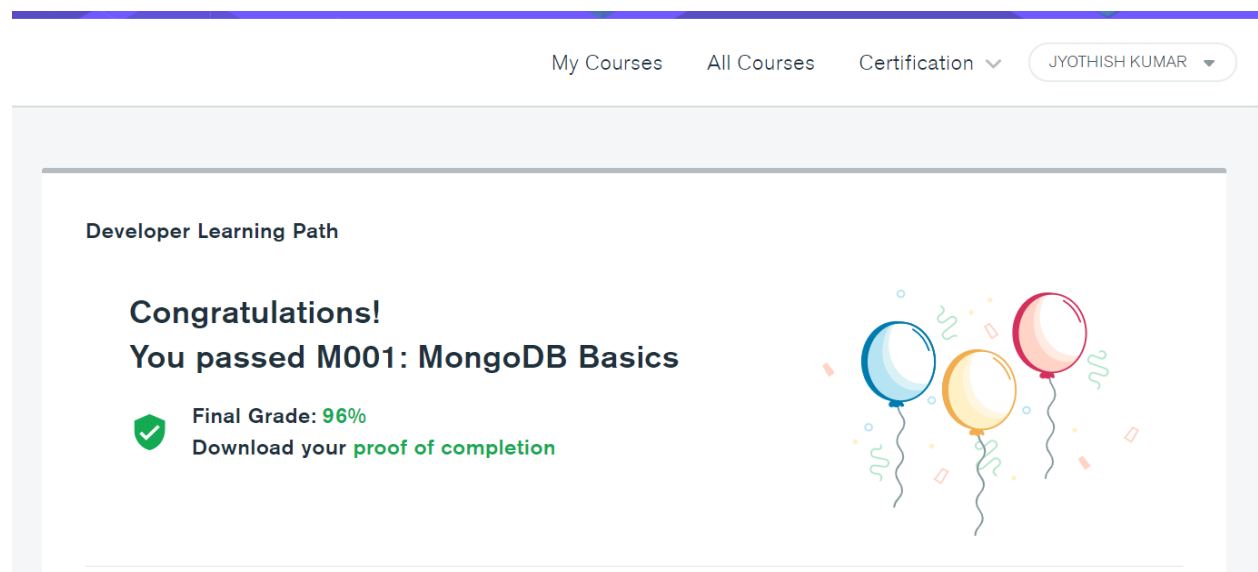 My Courses All Courses Certification JYOTHISH KUMAR
Developer Learning Path
Congratulations!
You passed M001: MongoDB Basics
Final Grade: 96%
Download your proof of completion